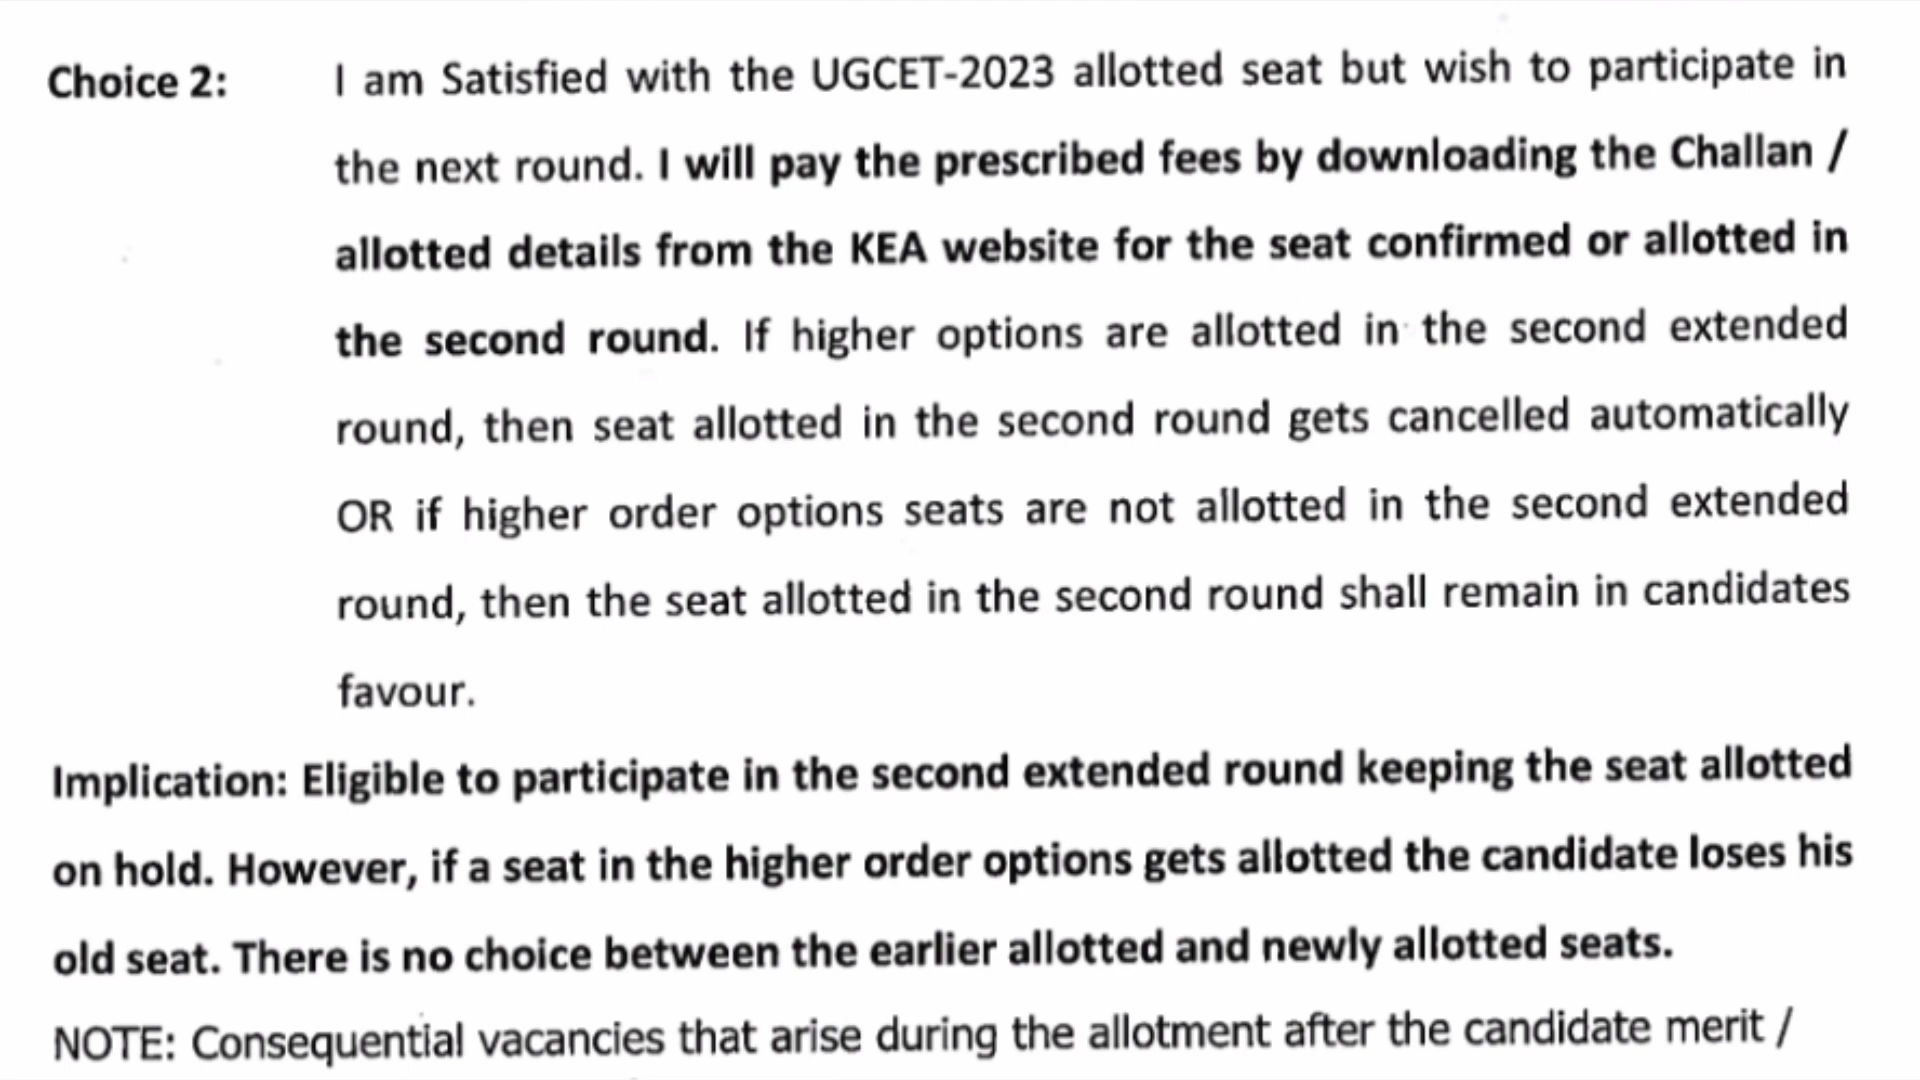 Choice 2: I am Satisfied with the UGCET-2023 allotted seat but wish to participate in
the next round. I will pay the prescribed fees by downloading the Challan /
allotted details from the KEA website for the seat confirmed or allotted in
the second round. If higher options are allotted in the second extended
round, then seat allotted in the second round gets cancelled automatically
OR if higher order options seats are not allotted in the second extended
round, then the seat allotted in the second round shall remain in candidates
favour.
Implication: Eligible to participate in the second extended round keeping the seat allotted
on hold. However, if a seat in the higher order options gets allotted the candidate loses his
old seat. There is no choice between the earlier allotted and newly allotted seats.
NOTE: Consequential vacancies that arise during the allotment after the candidate merit /